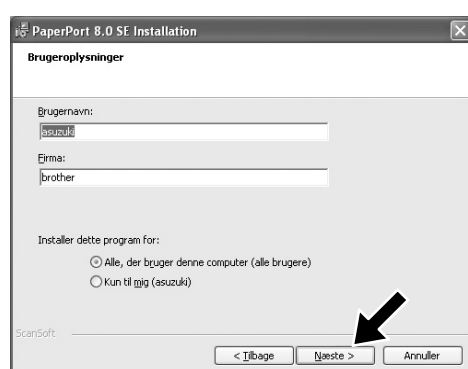 PaperPort 8.0 SE Installation
Brugeroplysninger
Brugernavn:
asuzuki
Firma:
brother
Installer dette program for:
Alle, der bruger denne computer (alle brugere)
Kun til mig (asuzuki)
ScanSoft
< Tilbage Næste > Annuller